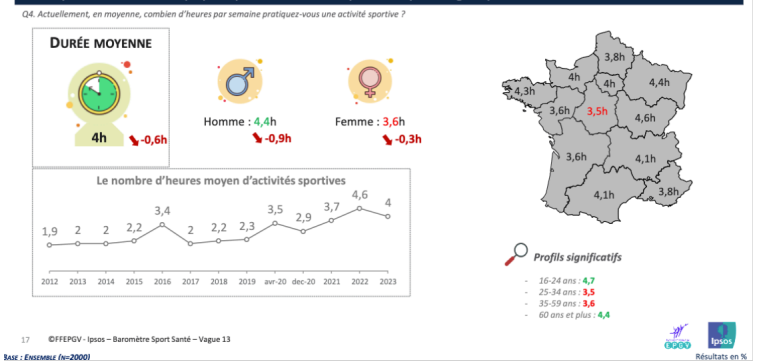 Q4. Actuellement, en moyenne, combien d'heures par semaine pratiquez-vous une activité sportive ?
DURÉE MOYENNE
4h
-0,6h
Homme : 4,4h
-0,9h
Femme : 3,6h
-0,3h
3,8h
4h
4h
4,4h
4,3h
3,6h
3,5h
4,6h
3,6h
4,1h
4,1h
3,8h
Le nombre d'heures moyen d'activités sportives
1,9 2 2 2,2 3,4 2 2,2 2,3 3,5 2,9 3,7 4,6 4
2012 2013 2014 2015 2016 2017 2018 2019 avr-20 dec-20 2021 2022 2023
Profils significatifs
- 16-24 ans : 4,7
- 25-34 ans : 3,5
- 35-59 ans : 3,6
- 60 ans et plus : 4,4
17 ©FFEPGV - Ipsos – Baromètre Sport Santé – Vague 13
EPGV
Ipsos
BASE : ENSEMBLE (N=2000)
Résultats en %